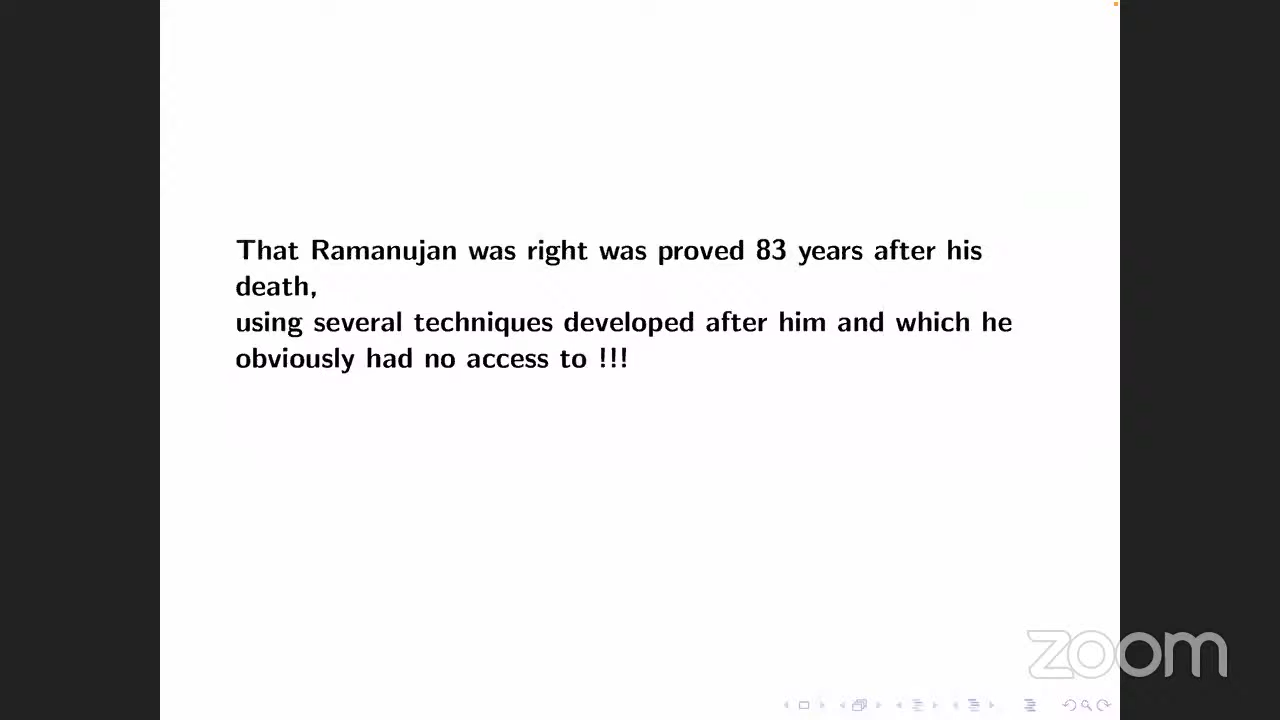 That Ramanujan was right was proved 83 years after his
death,
using several techniques developed after him and which he
obviously had no access to !!!
zoom